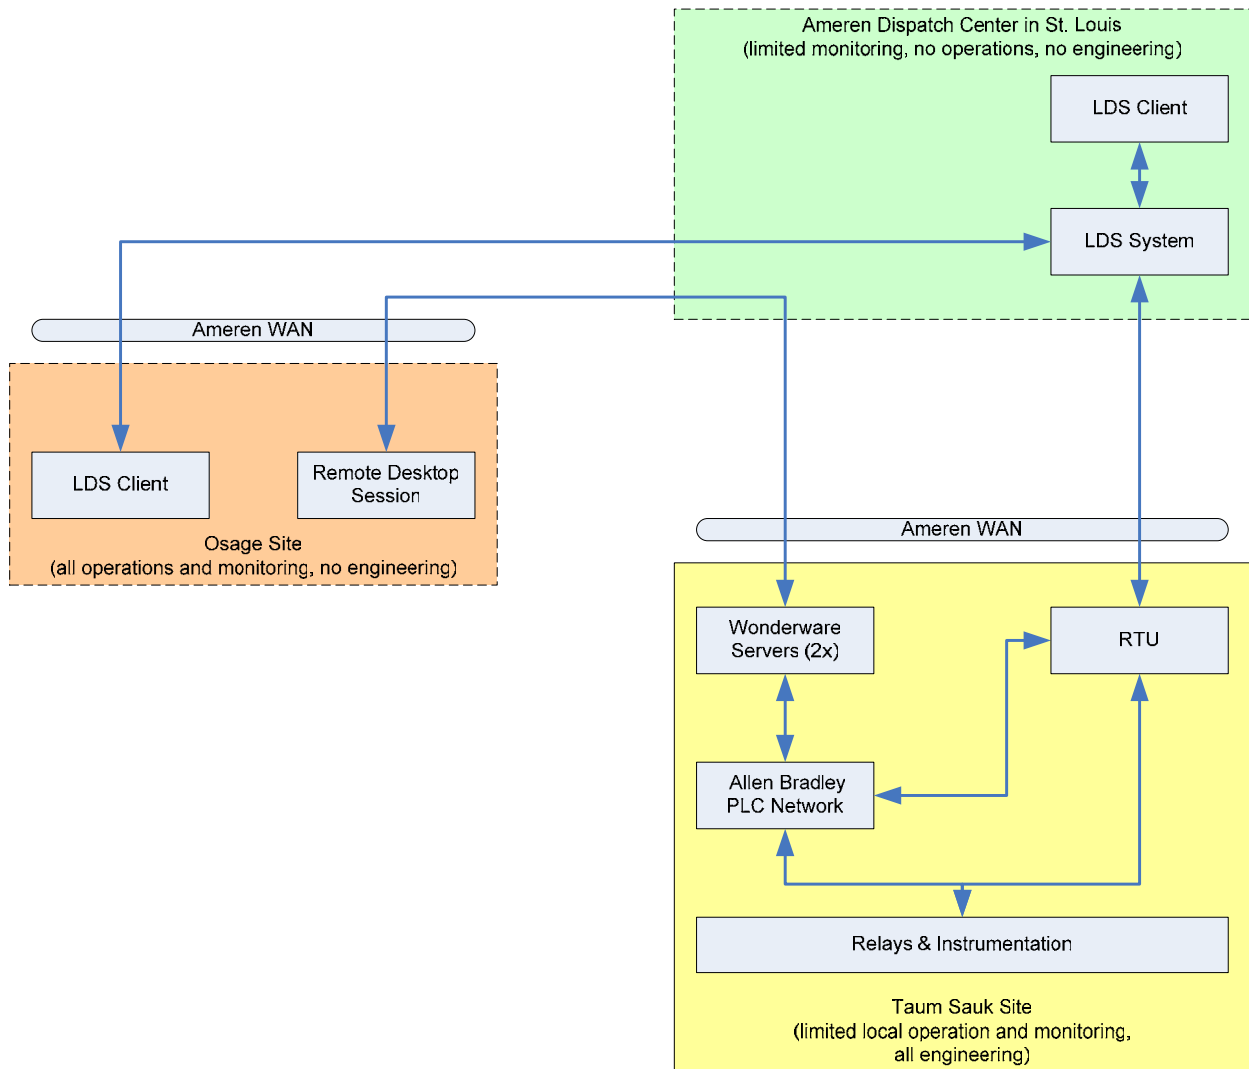 Ameren Dispatch Center in St. Louis
(limited monitoring, no operations, no engineering)
LDS Client
LDS System
Ameren WAN
LDS Client
Remote Desktop
Session
Osage Site
(all operations and monitoring, no engineering)
Ameren WAN
Wonderware
Servers (2x)
RTU
Allen Bradley
PLC Network
Relays & Instrumentation
Taum Sauk Site
(limited local operation and monitoring,
all engineering)